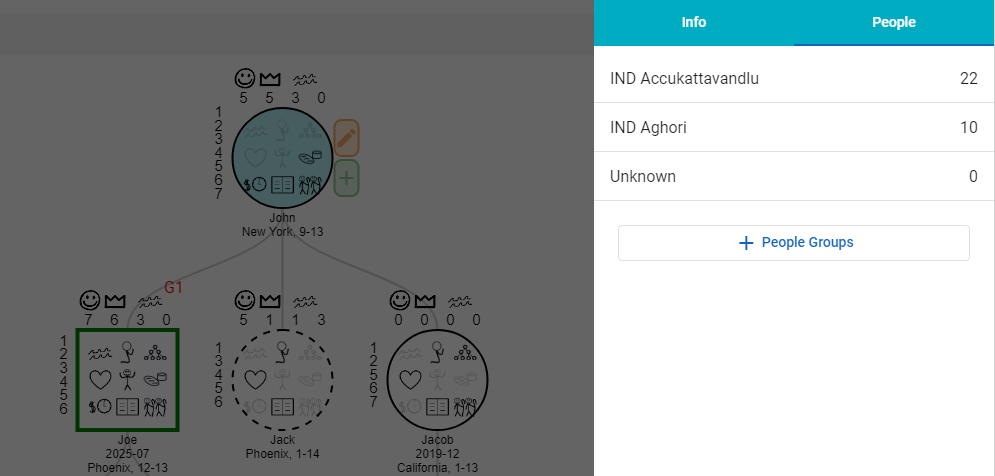 Info
People
IND Accukattavandlu 22
IND Aghori 10
Unknown 0
+ People Groups
5 5 3 0
1
2
3
4
5
6
7
$
John
New York, 9-13
G1
7 6 3 0
1
2
3
4
5
6
$
Joe
2025-07
Phoenix, 12-13
5 1 1 3
1
3
4
5
6
$
Jack
Phoenix, 1-14
0 0 0 0
1
2
5
6
7
$
Jacob
2019-12
California, 1-13